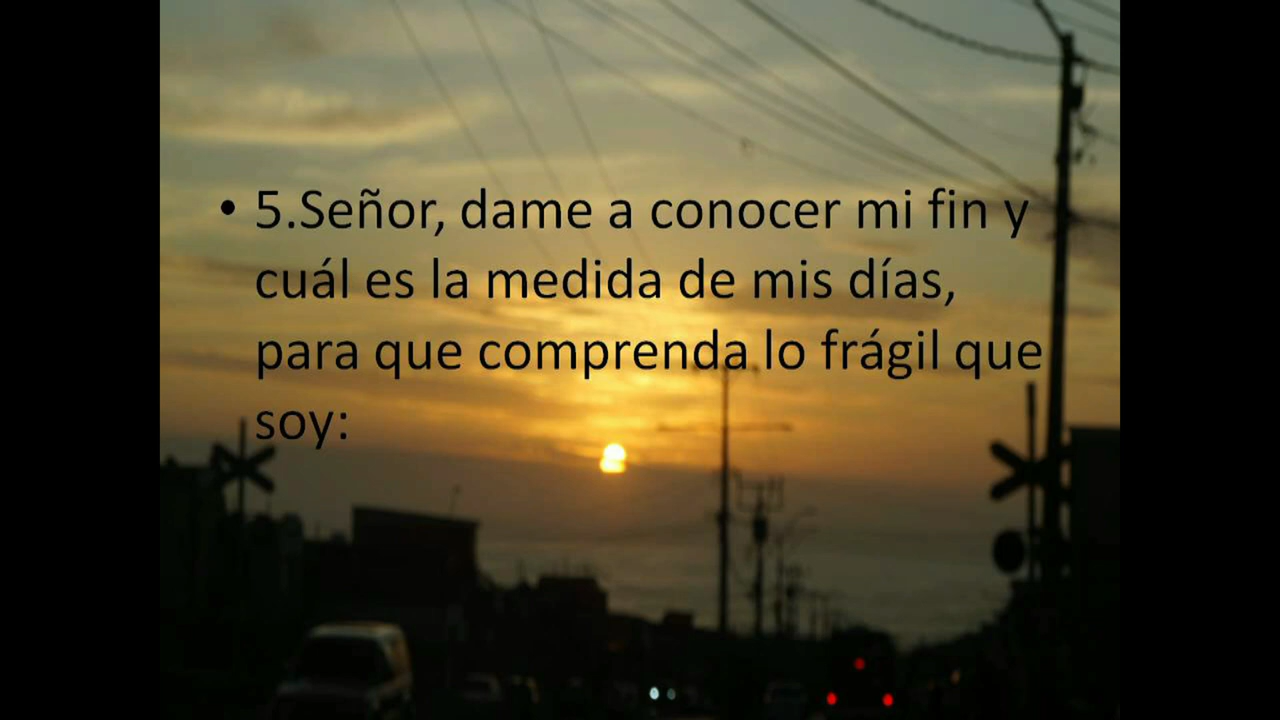 • 5.Señor, dame a conocer mi fin y
cuál es la medida de mis días,
para que comprenda lo frágil que
soy: